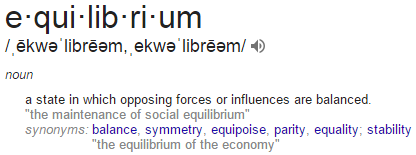 e·qui·lib·ri·um
/ˌēkwəˈlibrēəm,ˌekwəˈlibrēəm/
noun
a state in which opposing forces or influences are balanced.
"the maintenance of social equilibrium"
synonyms: balance, symmetry, equipoise, parity, equality; stability
"the equilibrium of the economy"